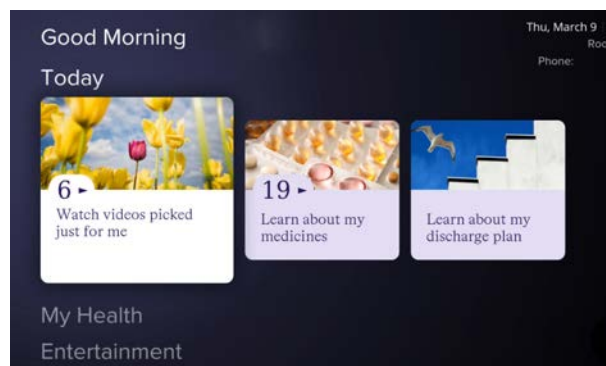 Good Morning
Thu, March 9
Phone:
Today
6
Watch videos picked
just for me
19
Learn about my
medicines
Learn about my
discharge plan
My Health
Entertainment